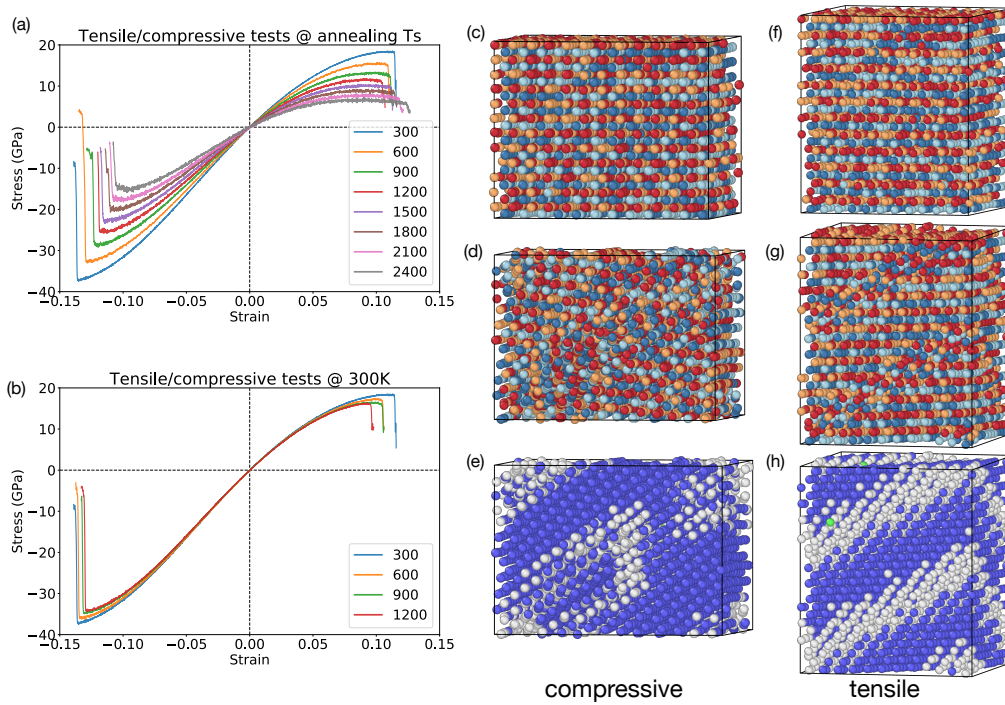 (a)
Tensile/compressive tests @ annealing Ts
20
10
0
−10
−20
−30
−40
Stress (GPa)
300
600
900
1200
1500
1800
2100
2400
−0.15 −0.10 −0.05 0.00 0.05 0.10 0.15
Strain
(b)
Tensile/compressive tests @ 300K
20
10
0
−10
−20
−30
−40
Stress (GPa)
300
600
900
1200
−0.15 −0.10 −0.05 0.00 0.05 0.10 0.15
Strain
(c)
(d)
(e)
compressive
(f)
(g)
(h)
tensile